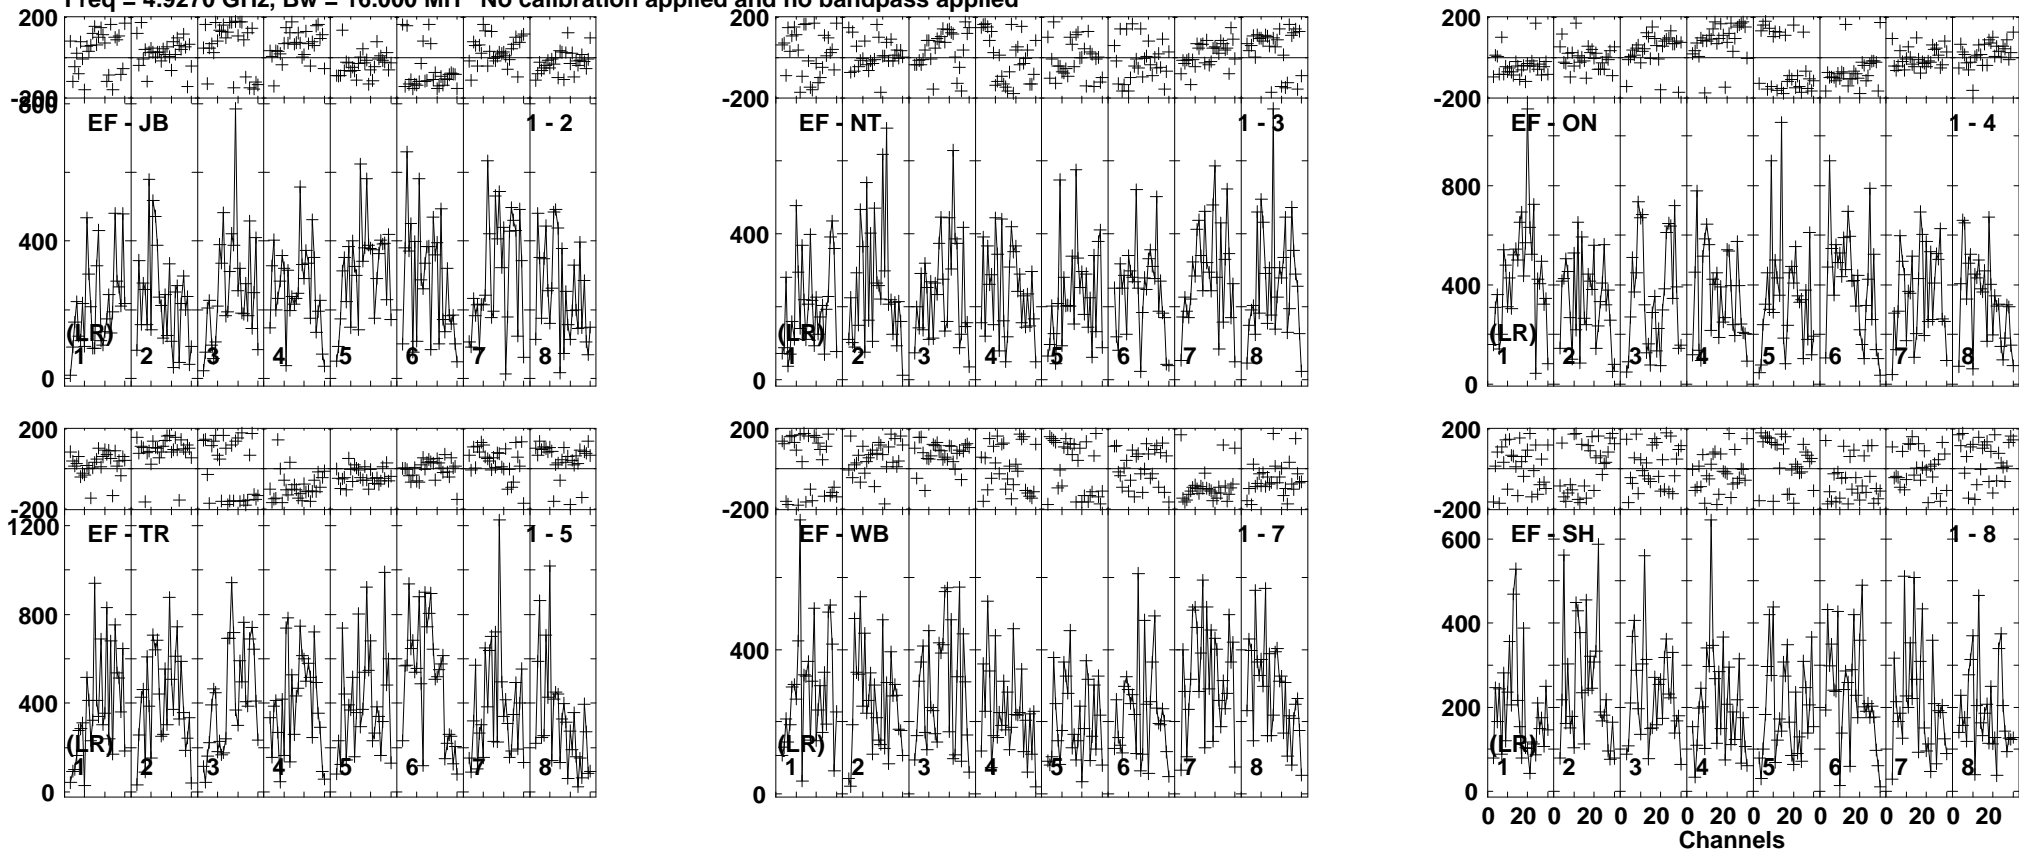 Freq = 4.9270 GHz, Bw = 16.000 MH No calibration applied and no bandpass applied
200
-200
800
400
0
EF - JB
1 - 2
(LR)
1 2 3 4 5 6 7 8
200
-200
400
0
EF - NT
1 - 3
(LR)
1 2 3 4 5 6 7 8
200
-200
800
400
0
EF - ON
1 - 4
(LR)
1 2 3 4 5 6 7 8
200
-200
1200
800
400
0
EF - TR
1 - 5
(LR)
1 2 3 4 5 6 7 8
200
-200
400
0
EF - WB
1 - 7
(LR)
1 2 3 4 5 6 7 8
200
-200
600
400
200
0
EF - SH
1 - 8
(LR)
1 2 3 4 5 6 7 8
0 20 0 20 0 20 0 20 0 20 0 20 0 20 0 20
Channels